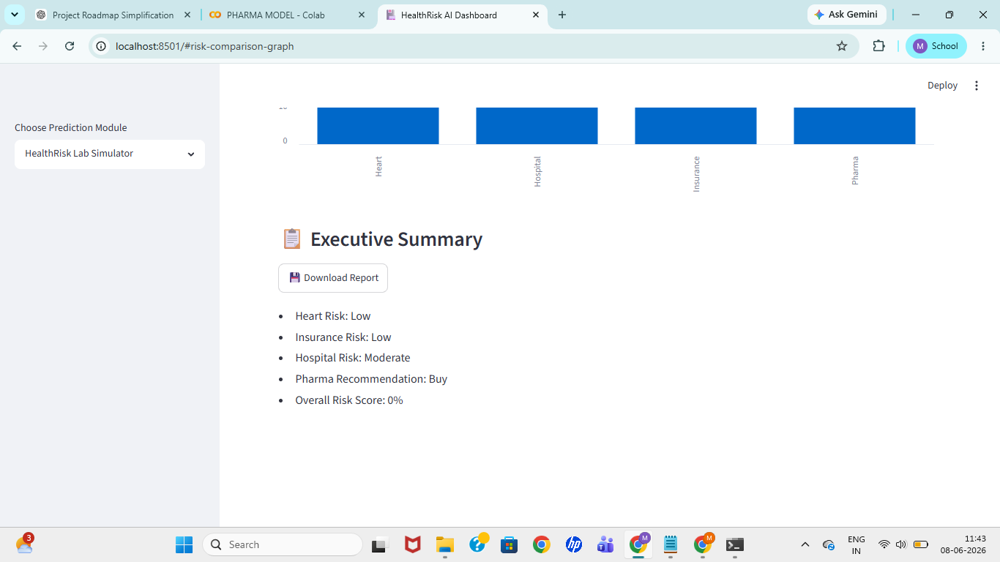 Project Roadmap Simplification
PHARMA MODEL - Colab
HealthRisk AI Dashboard
Ask Gemini
localhost:8501/#risk-comparison-graph
M School
Deploy
Choose Prediction Module
HealthRisk Lab Simulator
0
Heart
Hospital
Insurance
Pharma
Executive Summary
Download Report
• Heart Risk: Low
• Insurance Risk: Low
• Hospital Risk: Moderate
• Pharma Recommendation: Buy
• Overall Risk Score: 0%
3
Search
hp
T
M
M
ENG
IN
11:43
08-06-2026